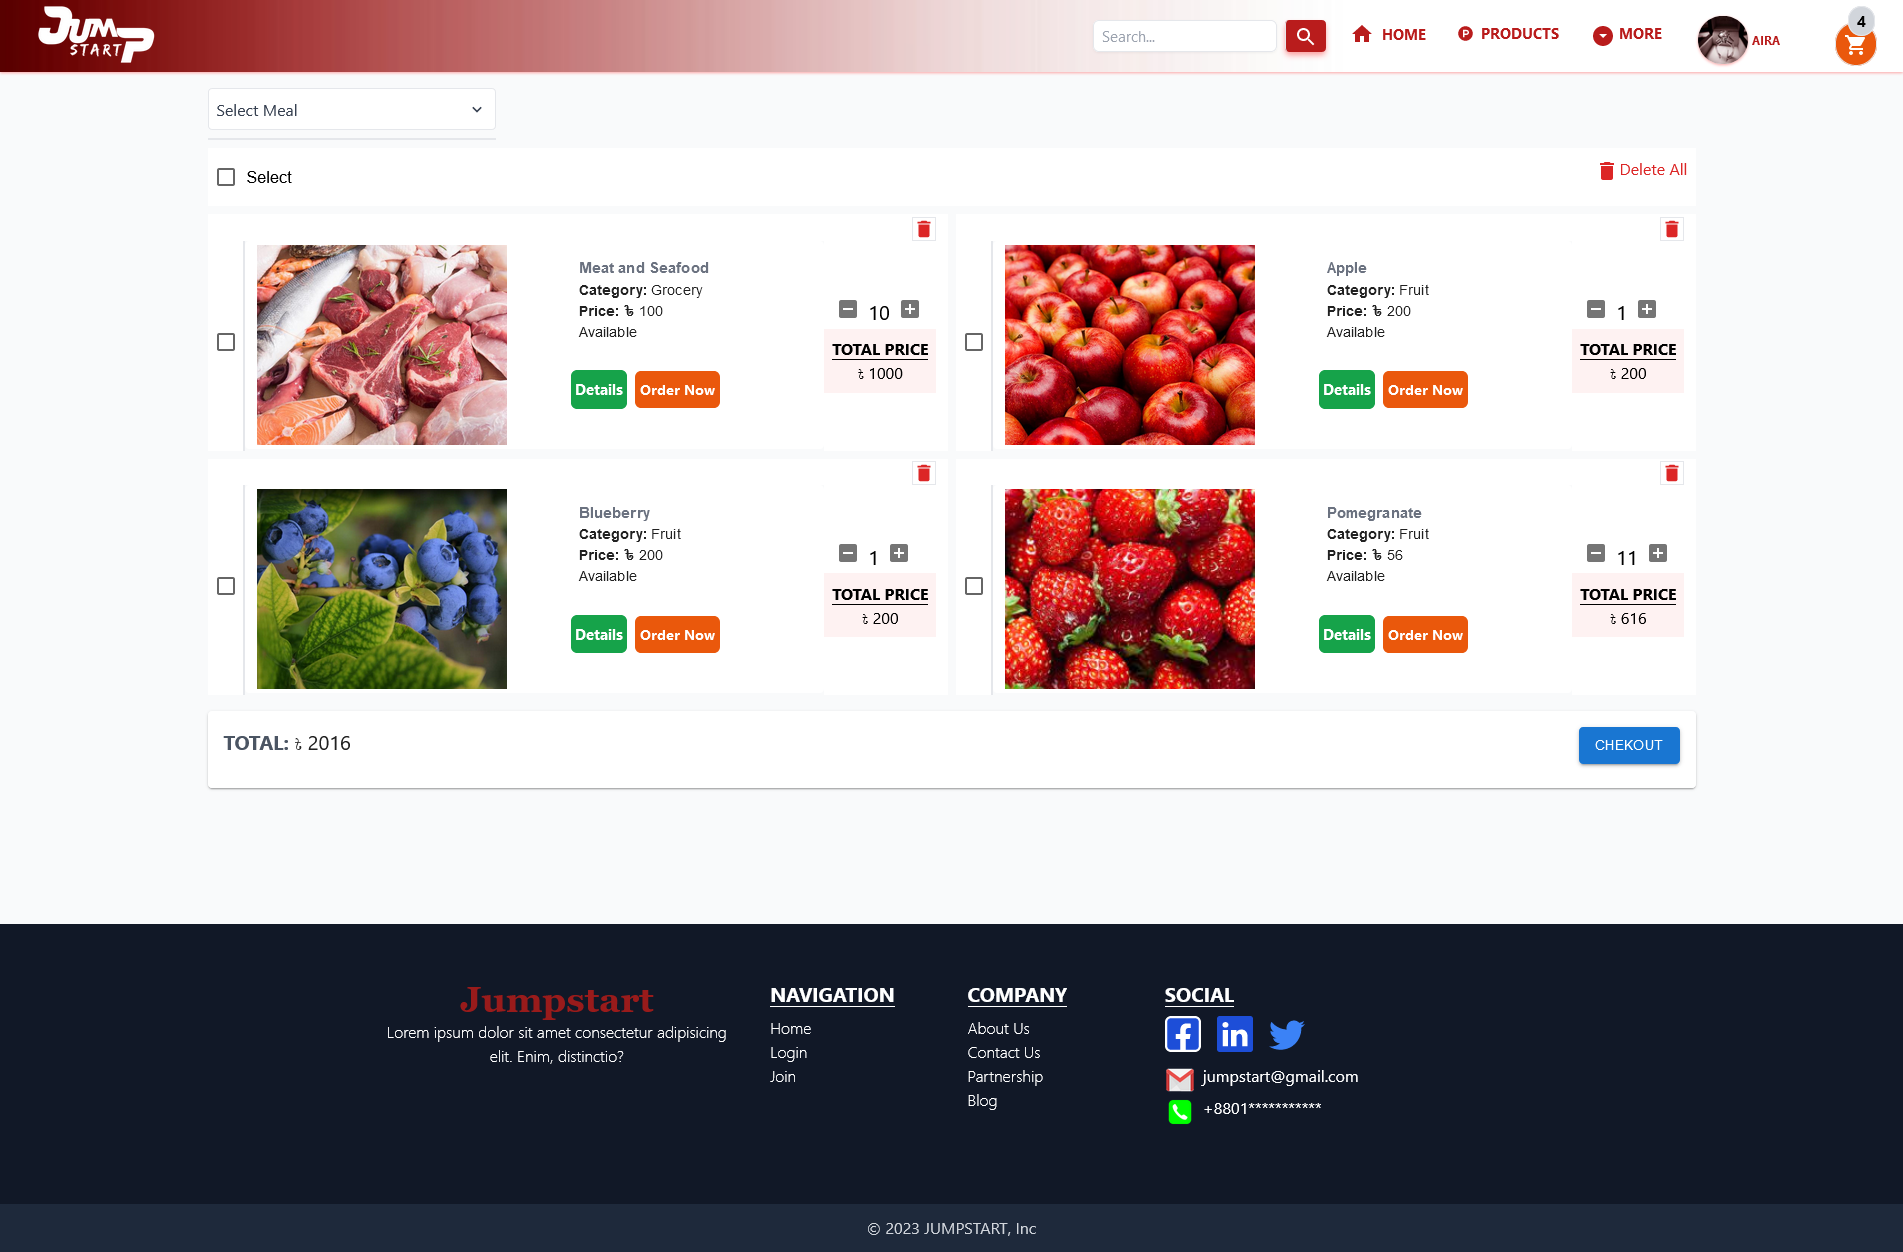 JUMP
START
Search...
HOME
PRODUCTS
MORE
AIRA
4
Select Meal
Select
Delete All
Meat and Seafood
Category: Grocery
Price: ৳ 100
Available
Details
Order Now
10
TOTAL PRICE
৳ 1000
Apple
Category: Fruit
Price: ৳ 200
Available
Details
Order Now
1
TOTAL PRICE
৳ 200
Blueberry
Category: Fruit
Price: ৳ 200
Available
Details
Order Now
1
TOTAL PRICE
৳ 200
Pomegranate
Category: Fruit
Price: ৳ 56
Available
Details
Order Now
11
TOTAL PRICE
৳ 616
TOTAL: ৳ 2016
CHEKOUT
Jumpstart
Lorem ipsum dolor sit amet consectetur adipisicing
elit. Enim, distinctio?
NAVIGATION
Home
Login
Join
COMPANY
About Us
Contact Us
Partnership
Blog
SOCIAL
jumpstart@gmail.com
+8801***********
© 2023 JUMPSTART, Inc